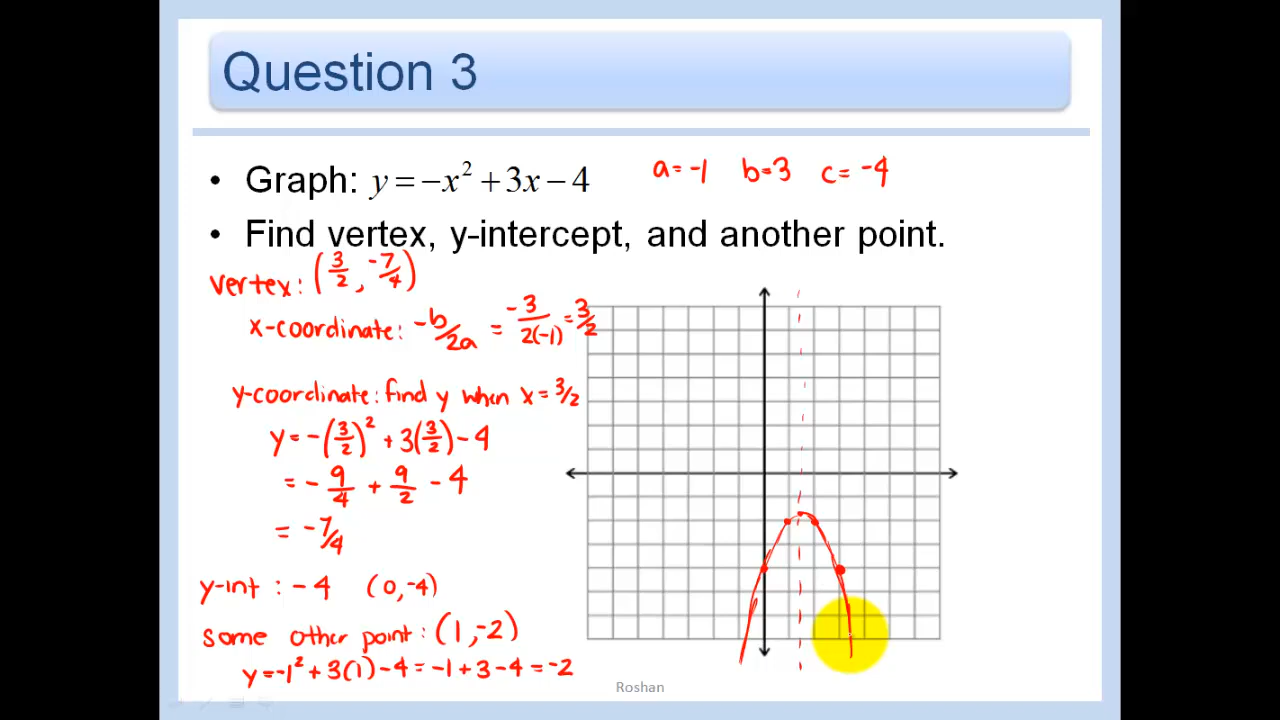 Question 3
• Graph: y = −x² + 3x − 4 a = -1 b = 3 c = -4
• Find vertex, y-intercept, and another point.
vertex: (3/2, -7/4)
x-coordinate: -b/2a = -3/2(-1) = 3/2
y-coordinate: find y when x = 3/2
y = -(3/2)² + 3(3/2) - 4
= - 9/4 + 9/2 - 4
= -7/4
y-int : -4 (0,-4)
Some other point: (1,-2)
y = -1² + 3(1) - 4 = -1 + 3 - 4 = -2
Roshan